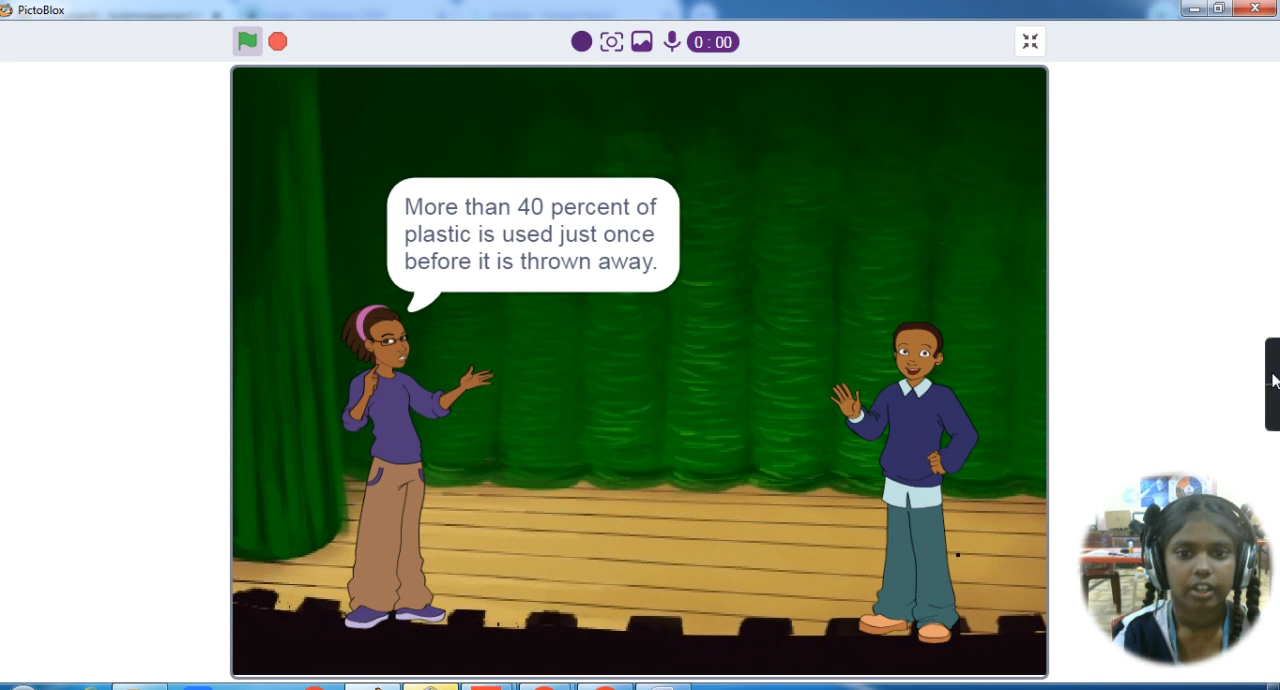 PictoBlox
0 : 00
More than 40 percent of
plastic is used just once
before it is thrown away.